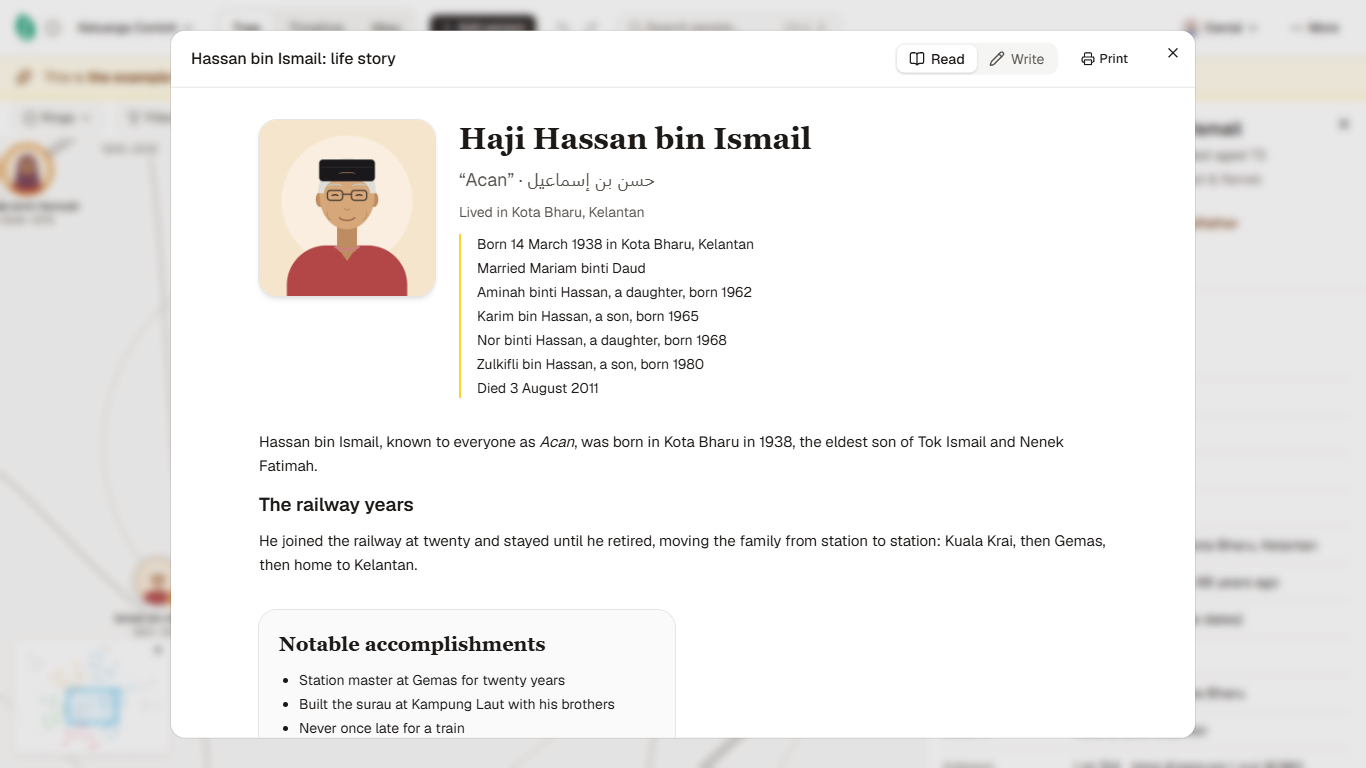 Hassan bin Ismail: life story
Read
Write
Print
Haji Hassan bin Ismail
“Acan” · حسن بن إسماعيل
Lived in Kota Bharu, Kelantan
Born 14 March 1938 in Kota Bharu, Kelantan
Married Mariam binti Daud
Aminah binti Hassan, a daughter, born 1962
Karim bin Hassan, a son, born 1965
Nor binti Hassan, a daughter, born 1968
Zulkifli bin Hassan, a son, born 1980
Died 3 August 2011
Hassan bin Ismail, known to everyone as Acan, was born in Kota Bharu in 1938, the eldest son of Tok Ismail and Nenek
Fatimah.
The railway years
He joined the railway at twenty and stayed until he retired, moving the family from station to station: Kuala Krai, then Gemas,
then home to Kelantan.
Notable accomplishments
Station master at Gemas for twenty years
Built the surau at Kampung Laut with his brothers
Never once late for a train